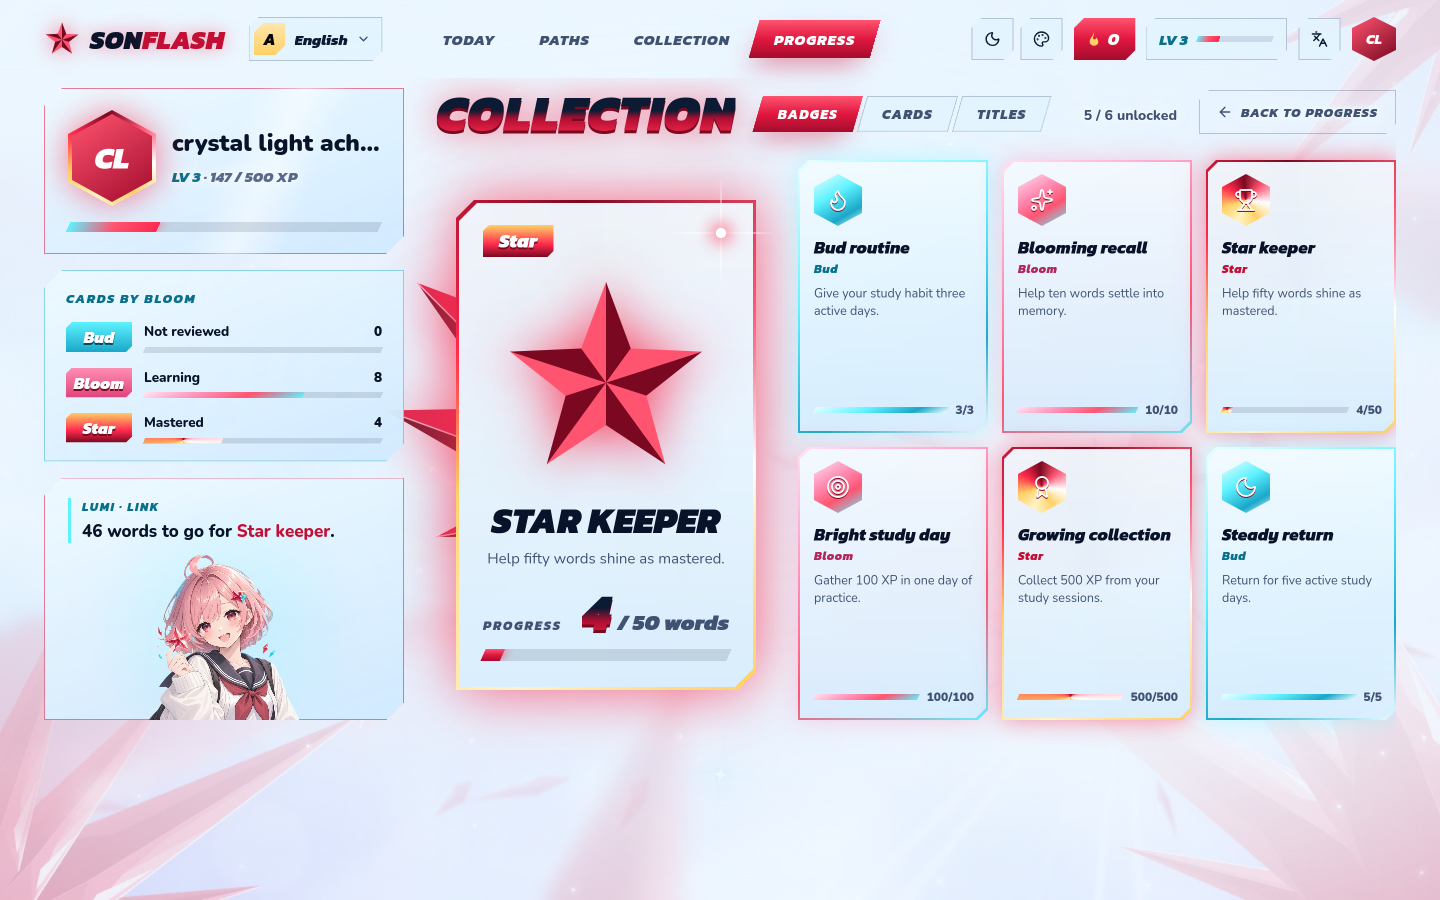 SONFLASH
A English
TODAY
PATHS
COLLECTION
PROGRESS
0
LV 3
CL
CL
crystal light ach...
LV 3 · 147 / 500 XP
CARDS BY BLOOM
Bud
Not reviewed
0
Bloom
Learning
8
Star
Mastered
4
LUMI · LINK
46 words to go for Star keeper.
COLLECTION
BADGES
CARDS
TITLES
5 / 6 unlocked
BACK TO PROGRESS
Star
STAR KEEPER
Help fifty words shine as mastered.
PROGRESS
4 / 50 words
Bud routine
Bud
Give your study habit three
active days.
3/3
Blooming recall
Bloom
Help ten words settle into
memory.
10/10
Star keeper
Star
Help fifty words shine as
mastered.
4/50
Bright study day
Bloom
Gather 100 XP in one day of
practice.
100/100
Growing collection
Star
Collect 500 XP from your
study sessions.
500/500
Steady return
Bud
Return for five active study
days.
5/5